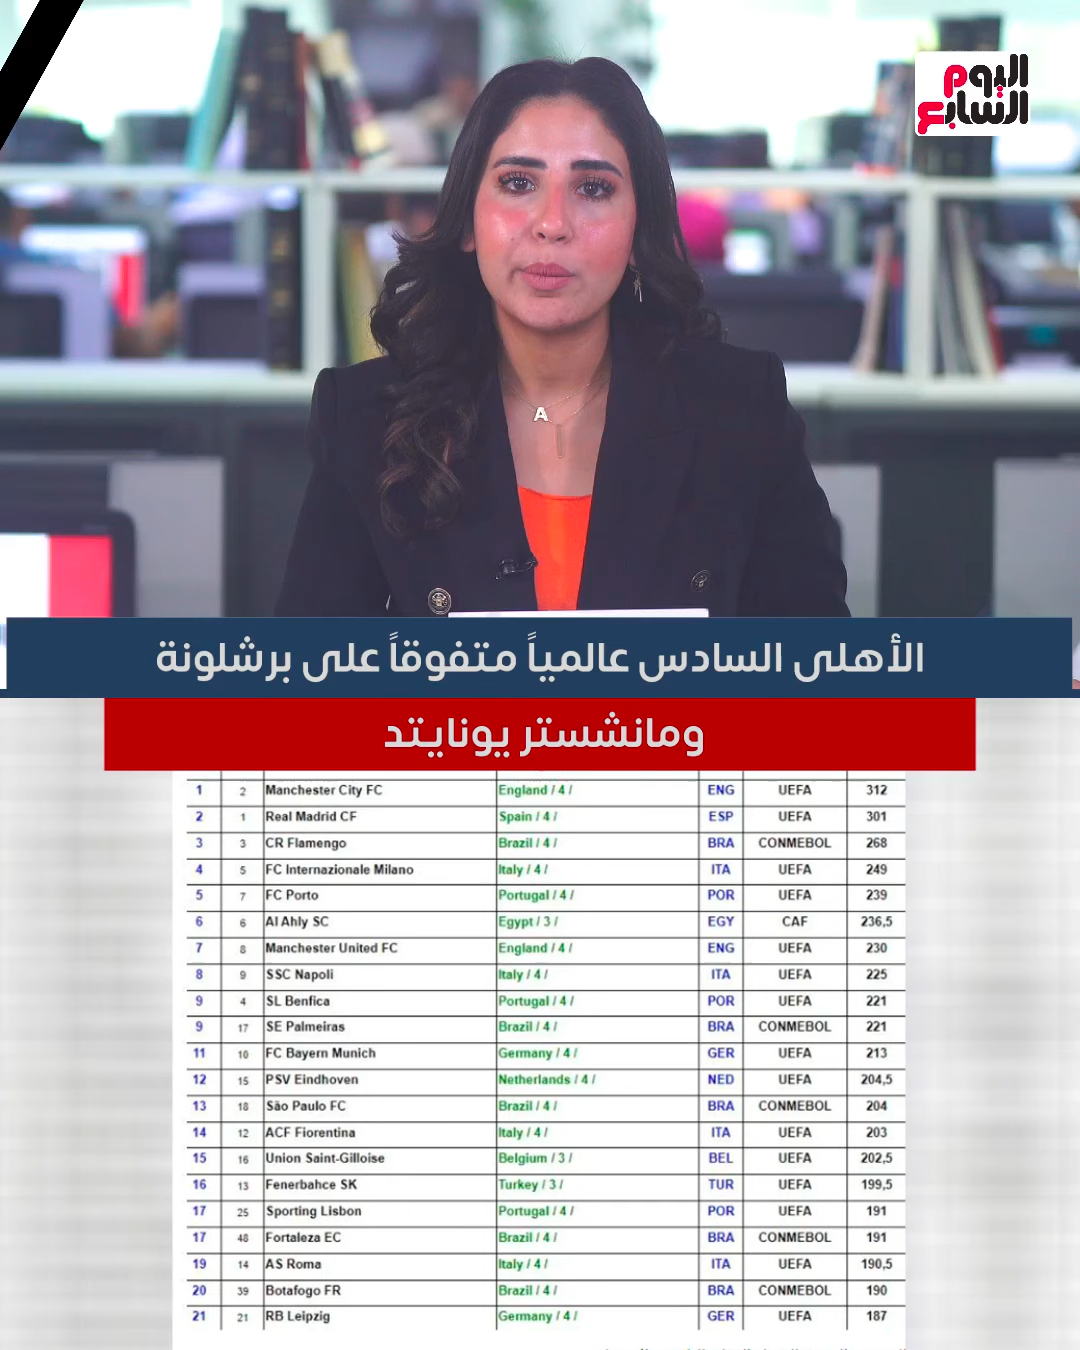 اليوم
السابع
A
الأهلى السادس عالمياً متفوقاً على برشلونة
ومانشستر يونايتد
1 2 Manchester City FC England / 4 / ENG UEFA 312
2 1 Real Madrid CF Spain / 4 / ESP UEFA 301
3 3 CR Flamengo Brazil / 4 / BRA CONMEBOL 268
4 5 FC Internazionale Milano Italy / 4 / ITA UEFA 249
5 7 FC Porto Portugal / 4 / POR UEFA 239
6 6 Al Ahly SC Egypt / 3 / EGY CAF 236,5
7 8 Manchester United FC England / 4 / ENG UEFA 230
8 9 SSC Napoli Italy / 4 / ITA UEFA 225
9 4 SL Benfica Portugal / 4 / POR UEFA 221
9 17 SE Palmeiras Brazil / 4 / BRA CONMEBOL 221
11 10 FC Bayern Munich Germany / 4 / GER UEFA 213
12 15 PSV Eindhoven Netherlands / 4 / NED UEFA 204,5
13 18 São Paulo FC Brazil / 4 / BRA CONMEBOL 204
14 12 ACF Fiorentina Italy / 4 / ITA UEFA 203
15 16 Union Saint-Gilloise Belgium / 3 / BEL UEFA 202,5
16 13 Fenerbahce SK Turkey / 3 / TUR UEFA 199,5
17 25 Sporting Lisbon Portugal / 4 / POR UEFA 191
17 48 Fortaleza EC Brazil / 4 / BRA CONMEBOL 191
19 14 AS Roma Italy / 4 / ITA UEFA 190,5
20 39 Botafogo FR Brazil / 4 / BRA CONMEBOL 190
21 21 RB Leipzig Germany / 4 / GER UEFA 187